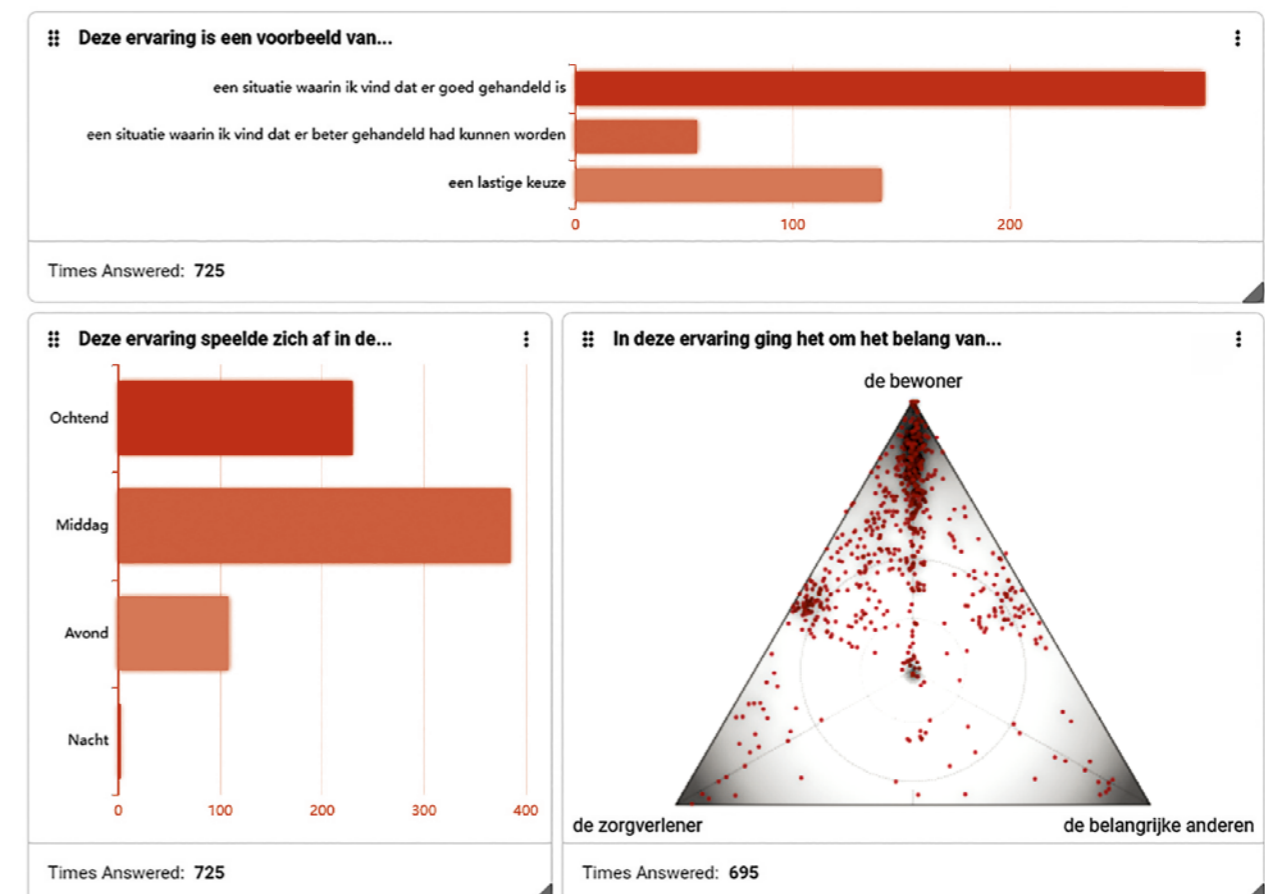 Deze ervaring is een voorbeeld van...
een situatie waarin ik vind dat er goed gehandeld is
een situatie waarin ik vind dat er beter gehandeld had kunnen worden
een lastige keuze
0 100 200
Times Answered: 725
Deze ervaring speelde zich af in de...
Ochtend
Middag
Avond
Nacht
0 100 200 300 400
Times Answered: 725
In deze ervaring ging het om het belang van...
de bewoner
de zorgverlener de belangrijke anderen
Times Answered: 695